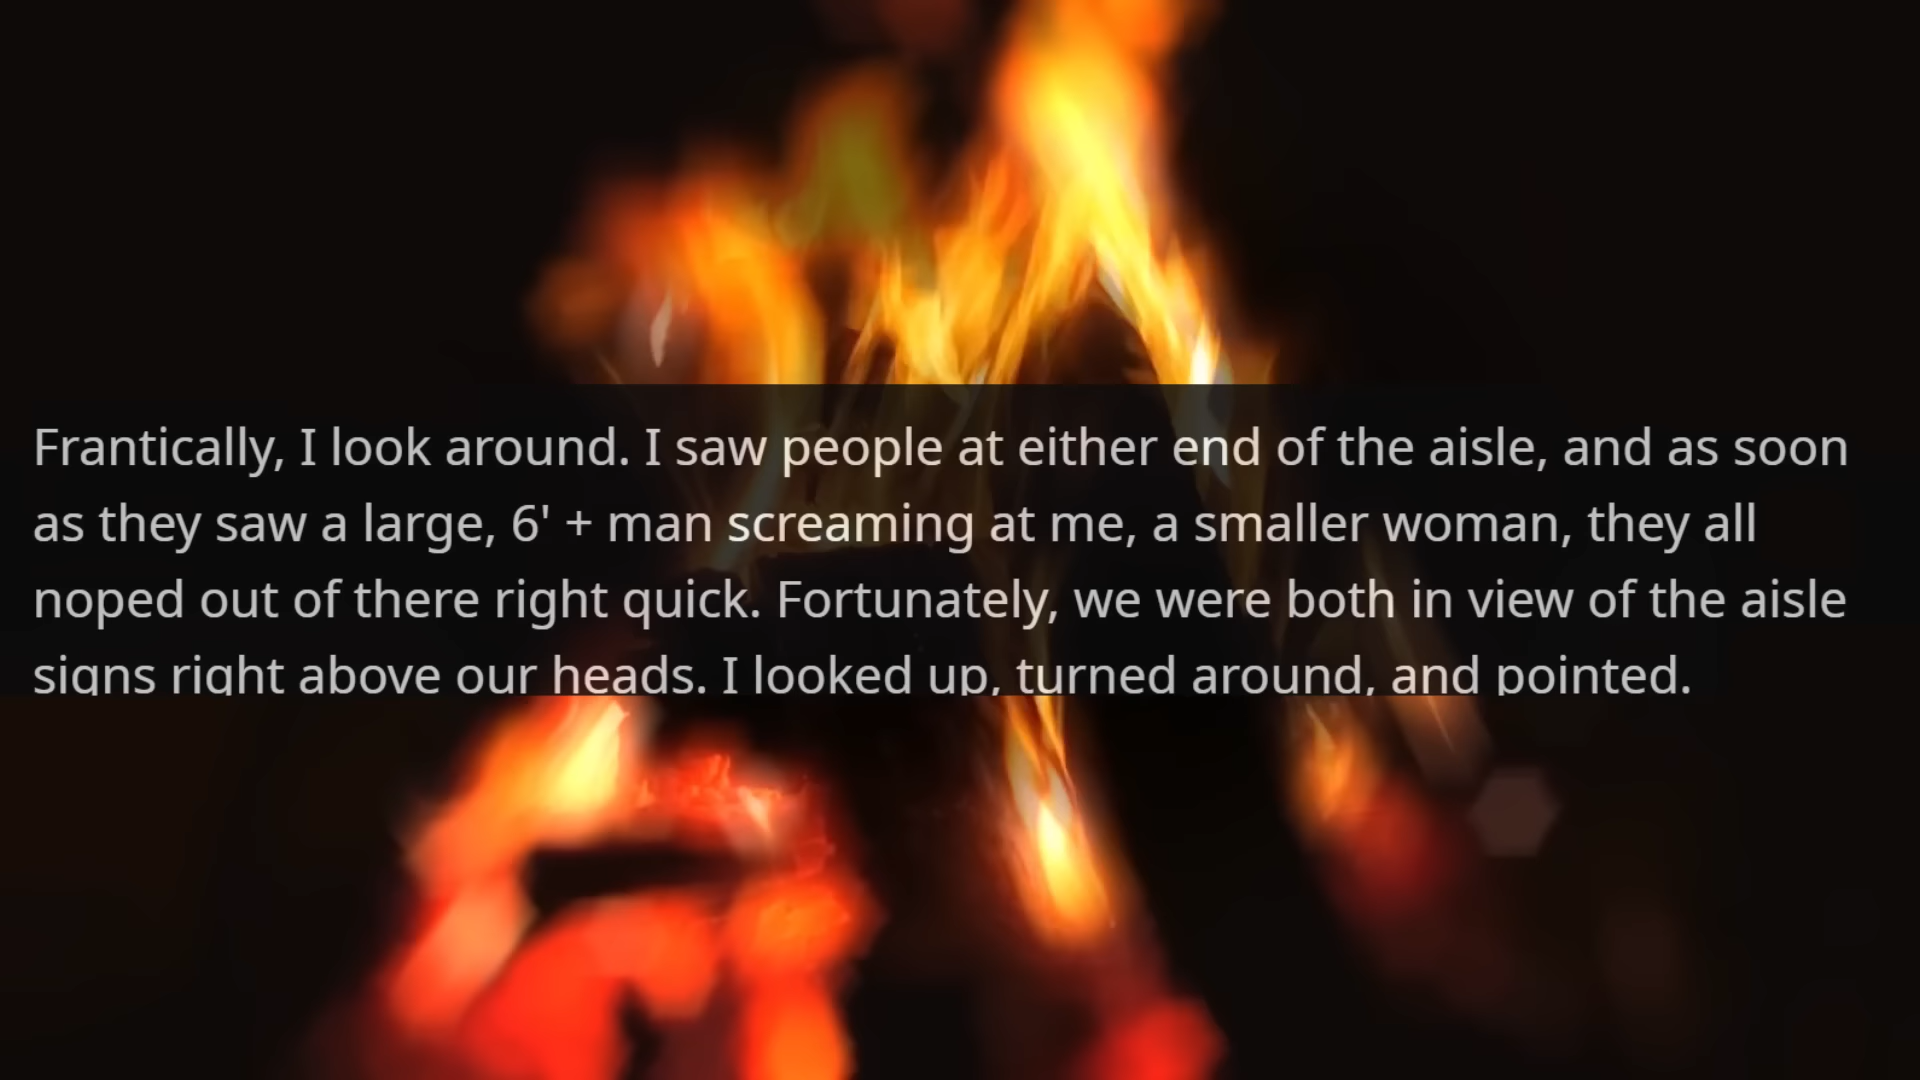 Frantically, I look around. I saw people at either end of the aisle, and as soon
as they saw a large, 6' + man screaming at me, a smaller woman, they all
noped out of there right quick. Fortunately, we were both in view of the aisle
signs right above our heads. I looked up, turned around, and pointed.